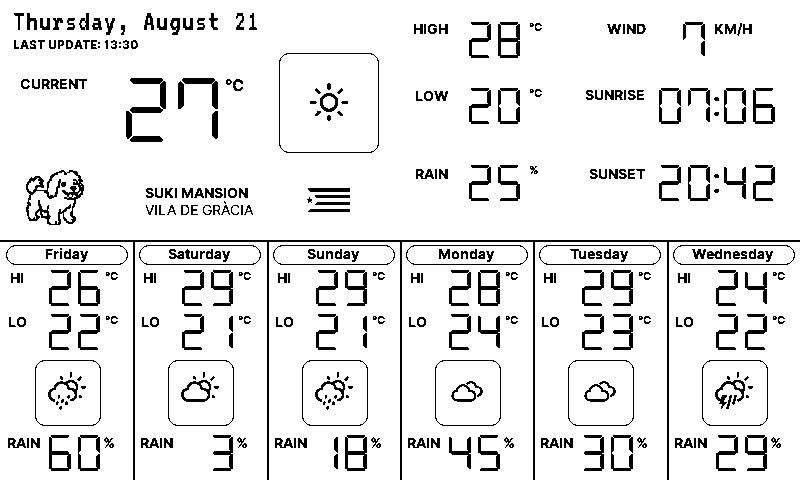 Thursday, August 21
LAST UPDATE: 13:30
CURRENT 27 °C
HIGH 28 °C
WIND 7 KM/H
LOW 20 °C
SUNRISE 07:06
RAIN 25 %
SUNSET 20:42
SUKI MANSION
VILA DE GRÀCIA
Friday
HI 26 °C
LO 22 °C
RAIN 60 %
Saturday
HI 29 °C
LO 21 °C
RAIN 3 %
Sunday
HI 29 °C
LO 21 °C
RAIN 18 %
Monday
HI 28 °C
LO 24 °C
RAIN 45 %
Tuesday
HI 29 °C
LO 23 °C
RAIN 30 %
Wednesday
HI 24 °C
LO 22 °C
RAIN 29 %